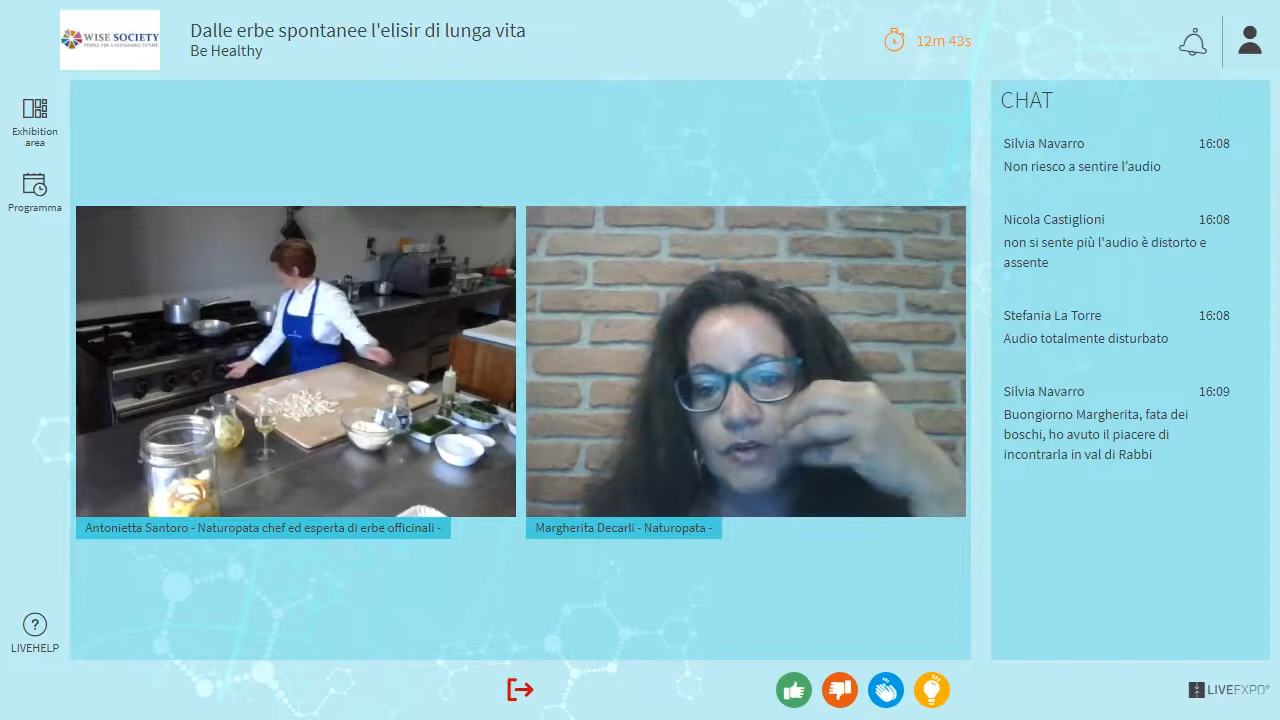 WISE SOCIETY
PEOPLE FOR A SUSTAINABLE FUTURE
Dalle erbe spontanee l'elisir di lunga vita
Be Healthy
12m 43s
Exhibition
area
Programma
Antonietta Santoro - Naturopata chef ed esperta di erbe officinali -
Margherita Decarli - Naturopata -
CHAT
Silvia Navarro 16:08
Non riesco a sentire l’audio
Nicola Castiglioni 16:08
non si sente più l'audio è distorto e
assente
Stefania La Torre 16:08
Audio totalmente disturbato
Silvia Navarro 16:09
Buongiorno Margherita, fata dei
boschi, ho avuto il piacere di
incontrarla in val di Rabbi
?
LIVEHELP
LIVEEXPO®